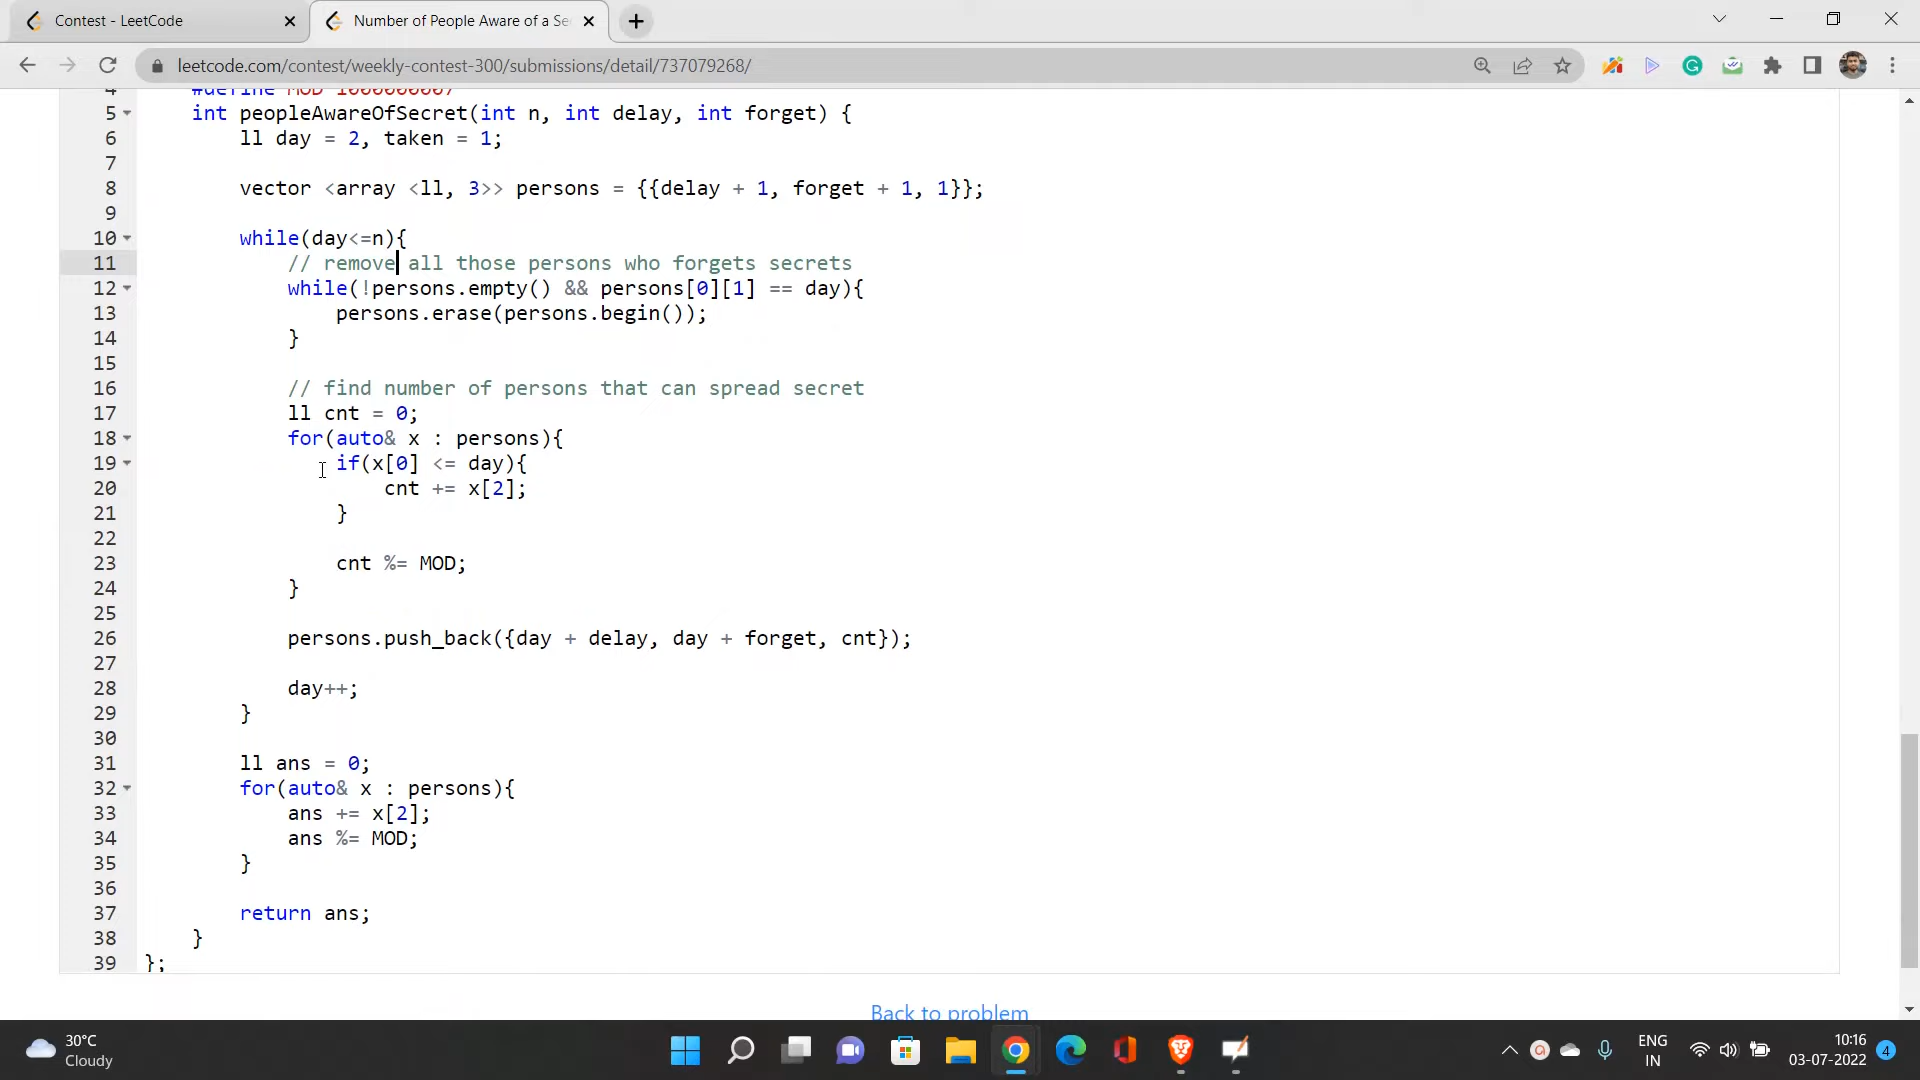 Contest - LeetCode
Number of People Aware of a Se
leetcode.com/contest/weekly-contest-300/submissions/detail/737079268/
4 #define MOD 1000000007
5 int peopleAwareOfSecret(int n, int delay, int forget) {
6 ll day = 2, taken = 1;
7
8 vector <array <ll, 3>> persons = {{delay + 1, forget + 1, 1}};
9
10 while(day<=n){
11 // remove all those persons who forgets secrets
12 while(!persons.empty() && persons[0][1] == day){
13 persons.erase(persons.begin());
14 }
15
16 // find number of persons that can spread secret
17 ll cnt = 0;
18 for(auto& x : persons){
19 if(x[0] <= day){
20 cnt += x[2];
21 }
22
23 cnt %= MOD;
24 }
25
26 persons.push_back({day + delay, day + forget, cnt});
27
28 day++;
29 }
30
31 ll ans = 0;
32 for(auto& x : persons){
33 ans += x[2];
34 ans %= MOD;
35 }
36
37 return ans;
38 }
39 };
Back to problem
30°C
Cloudy
ENG
IN
10:16
03-07-2022
4